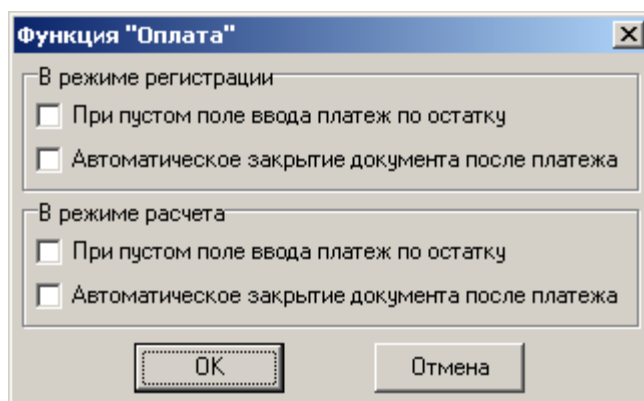 Функция "Оплата"
В режиме регистрации
При пустом поле ввода платеж по остатку
Автоматическое закрытие документа после платежа
В режиме расчета
При пустом поле ввода платеж по остатку
Автоматическое закрытие документа после платежа
OK
Отмена